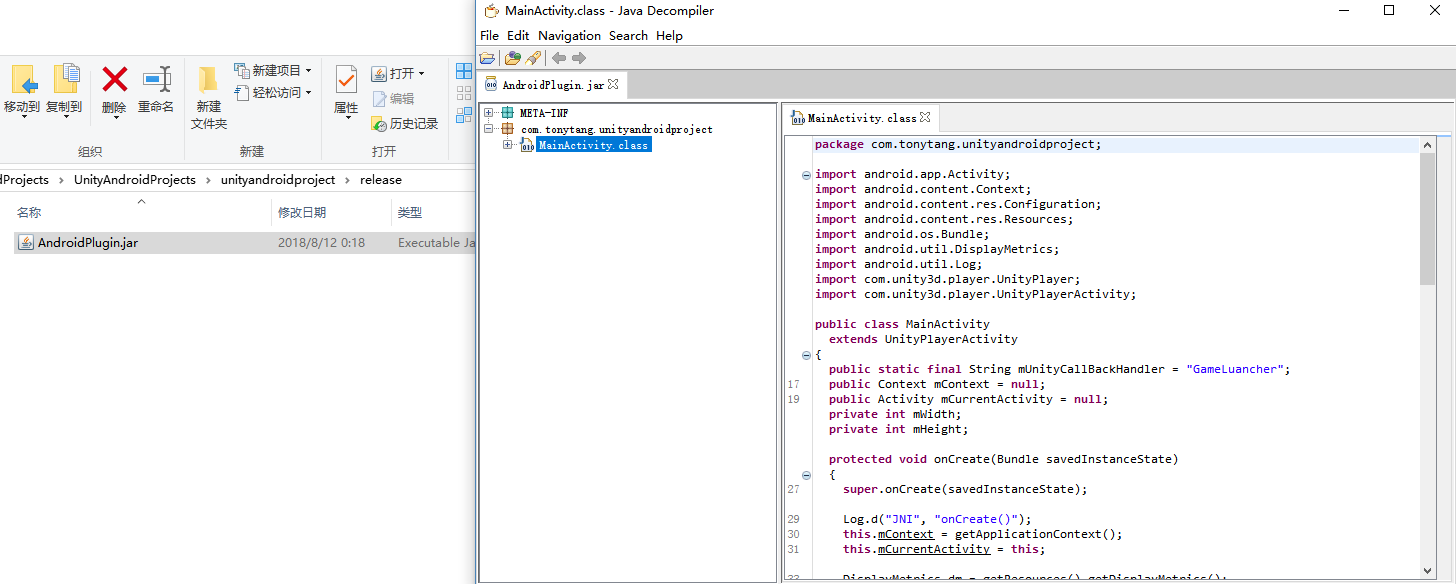 移动到 复制到 删除 重命名
组织
新建
文件夹
新建项目
轻松访问
新建
属性
打开
编辑
历史记录
打开
dProjects > UnityAndroidProjects > unityandroidproject > release
名称 修改日期 类型
AndroidPlugin.jar 2018/8/12 0:18 Executable Ja
MainActivity.class - Java Decompiler
File Edit Navigation Search Help
AndroidPlugin.jar
META-INF
com.tonytang.unityandroidproject
MainActivity.class
MainActivity.class
package com.tonytang.unityandroidproject;
import android.app.Activity;
import android.content.Context;
import android.content.res.Configuration;
import android.content.res.Resources;
import android.os.Bundle;
import android.util.DisplayMetrics;
import android.util.Log;
import com.unity3d.player.UnityPlayer;
import com.unity3d.player.UnityPlayerActivity;
public class MainActivity
extends UnityPlayerActivity
{
public static final String mUnityCallBackHandler = "GameLuancher";
17 public Context mContext = null;
19 public Activity mCurrentActivity = null;
private int mWidth;
private int mHeight;
protected void onCreate(Bundle savedInstanceState)
{
27 super.onCreate(savedInstanceState);
29 Log.d("JNI", "onCreate()");
30 this.mContext = getApplicationContext();
31 this.mCurrentActivity = this;
33 DisplayMetrics dm = getResources().getDisplayMetrics();